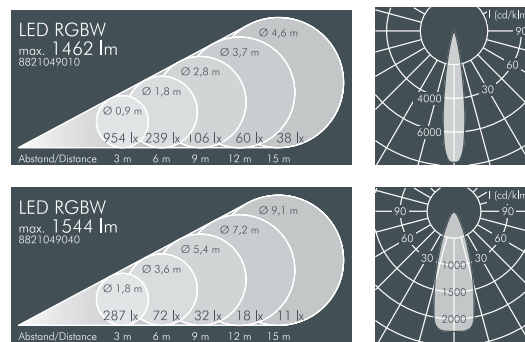 LED RGBW
max. 1462 lm
8821049010
Ø 4,6 m
Ø 3,7 m
Ø 2,8 m
Ø 1,8 m
Ø 0,9 m
954 lx 239 lx 106 lx 60 lx 38 lx
Abstand/Distance 3 m 6 m 9 m 12 m 15 m
I (cd/klm
90
60
30
4000
6000
LED RGBW
max. 1544 lm
8821049040
Ø 9,1 m
Ø 7,2 m
Ø 5,4 m
Ø 3,6 m
Ø 1,8 m
287 lx 72 lx 32 lx 18 lx 11 lx
Abstand/Distance 3 m 6 m 9 m 12 m 15 m
I (cd/klm
90 90
60 60
30 30
1000
1500
2000